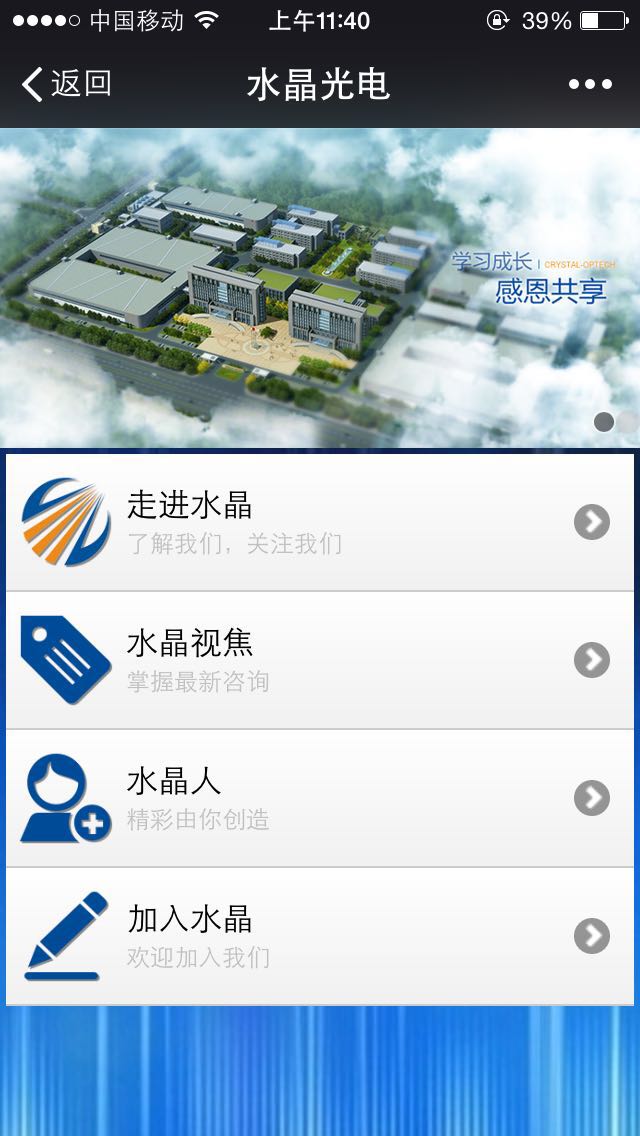 中国移动 上午11:40 39%
返回 水晶光电
学习成长 | CRYSTAL-OPTECH
感恩共享
走进水晶
了解我们，关注我们
水晶视焦
掌握最新咨询
水晶人
精彩由你创造
加入水晶
欢迎加入我们